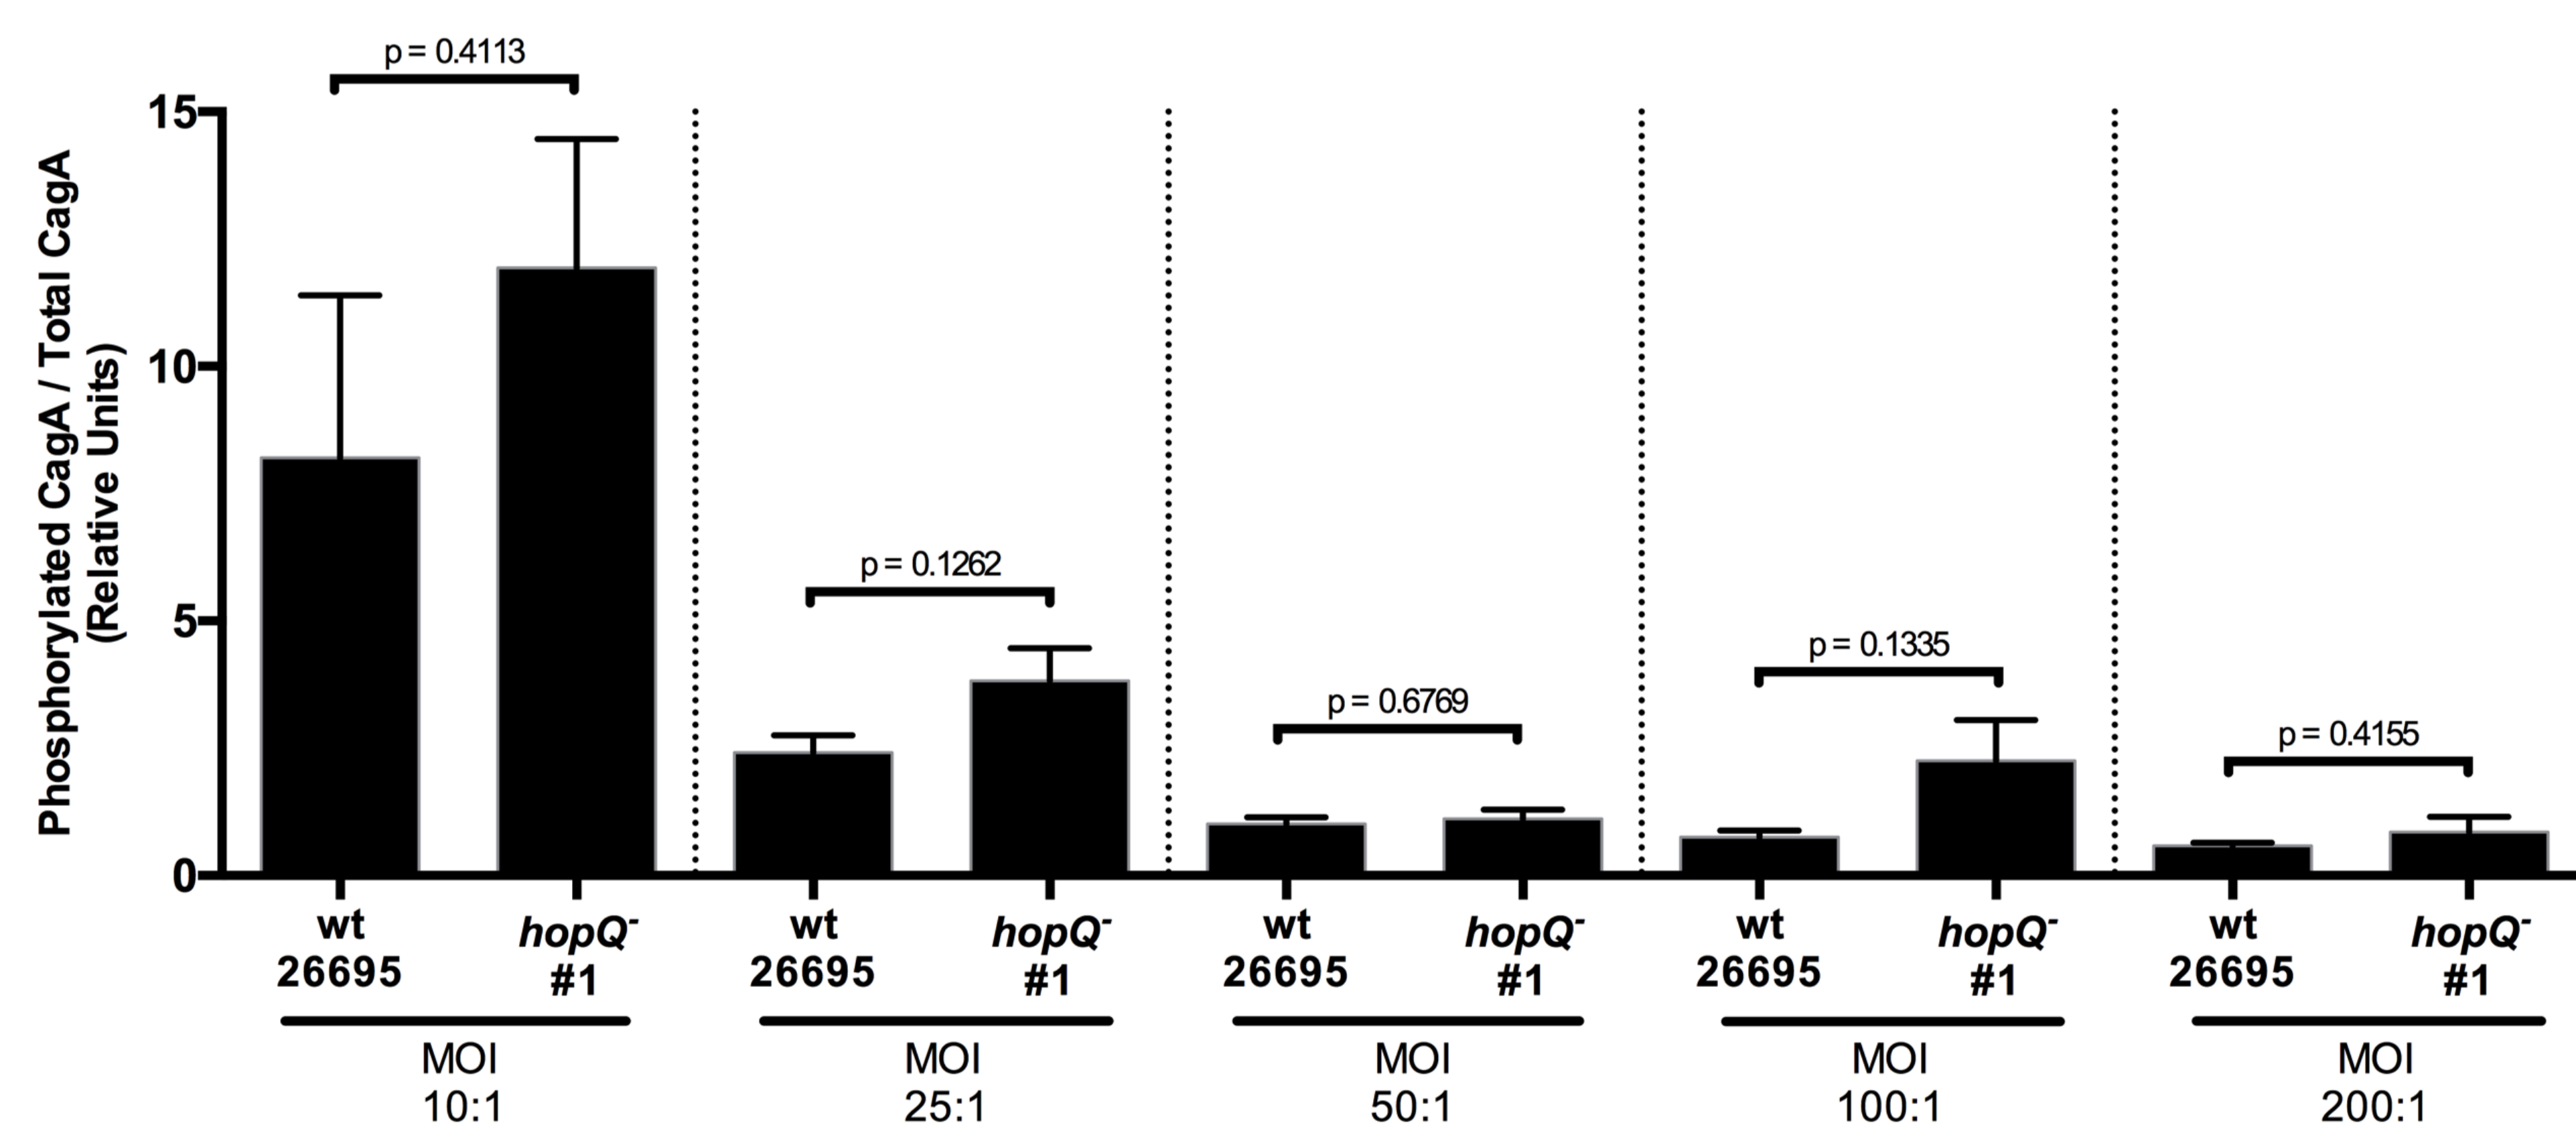 p = 0.4113
15
10
5
0
Phosphorylated CagA / Total CagA
(Relative Units)
p = 0.1262
p = 0.6769
p = 0.1335
p = 0.4155
wt
26695
hopQ-
#1
wt
26695
hopQ-
#1
wt
26695
hopQ-
#1
wt
26695
hopQ-
#1
wt
26695
hopQ-
#1
MOI
10:1
MOI
25:1
MOI
50:1
MOI
100:1
MOI
200:1